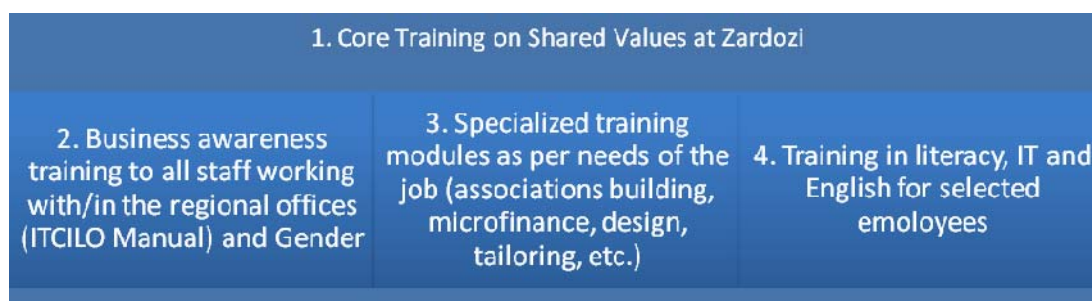 1. Core Training on Shared Values at Zardozi
2. Business awareness
training to all staff working
with/in the regional offices
(ITCILO Manual) and Gender
3. Specialized training
modules as per needs of the
job (associations building,
microfinance, design,
tailoring, etc.)
4. Training in literacy, IT and
English for selected
emoloyees